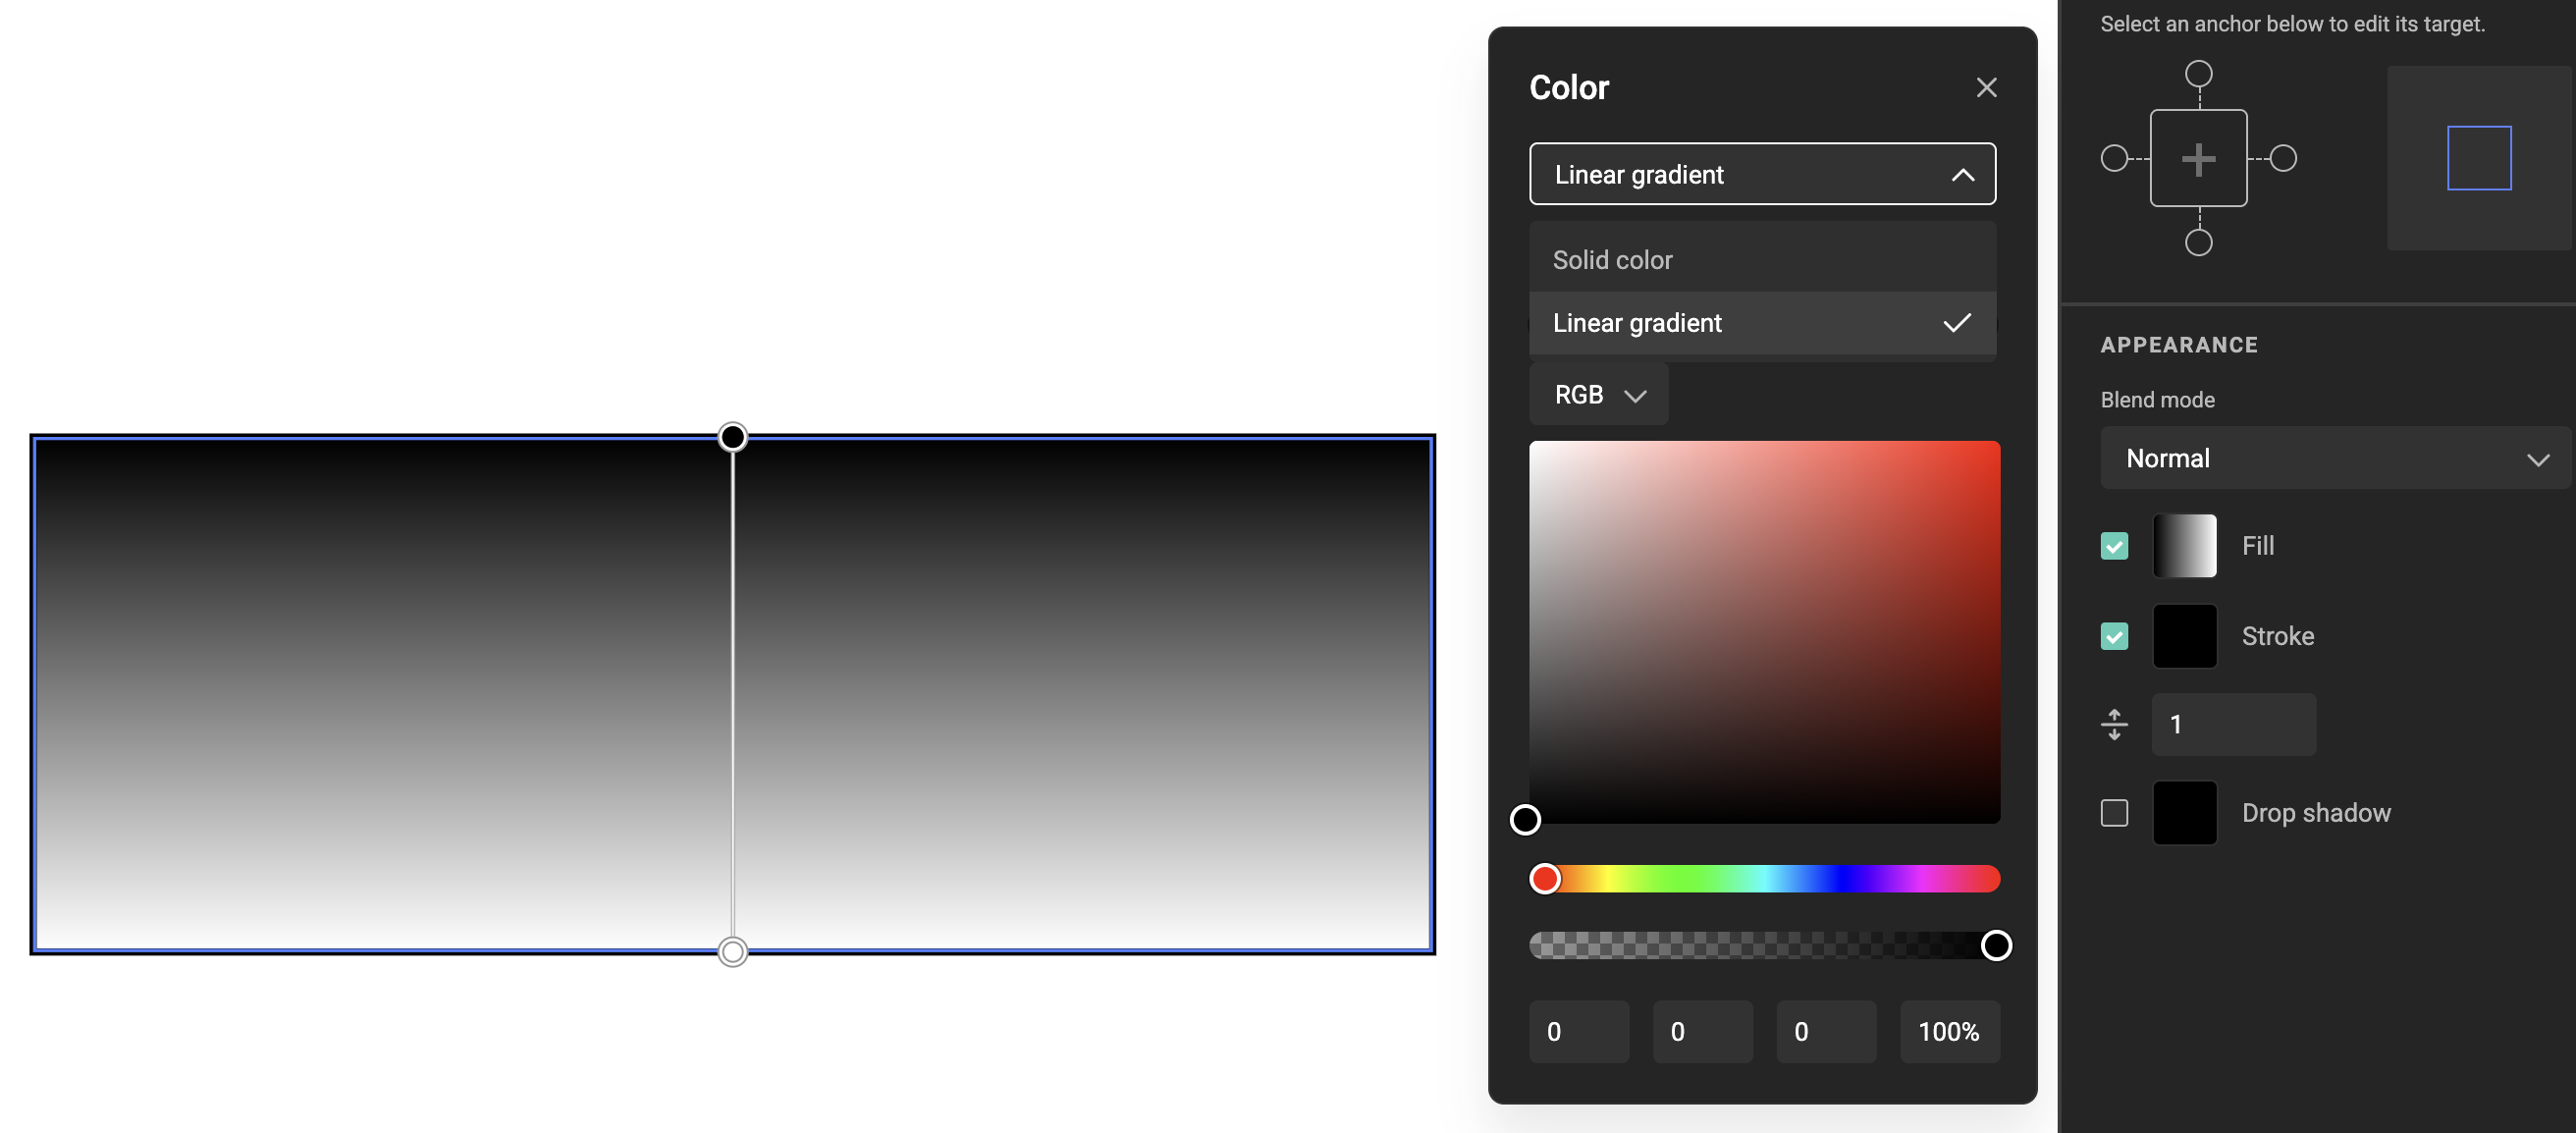 Color
Linear gradient
Solid color
Linear gradient
RGB
0
0
0
100%
Select an anchor below to edit its target.
APPEARANCE
Blend mode
Normal
Fill
Stroke
1
Drop shadow